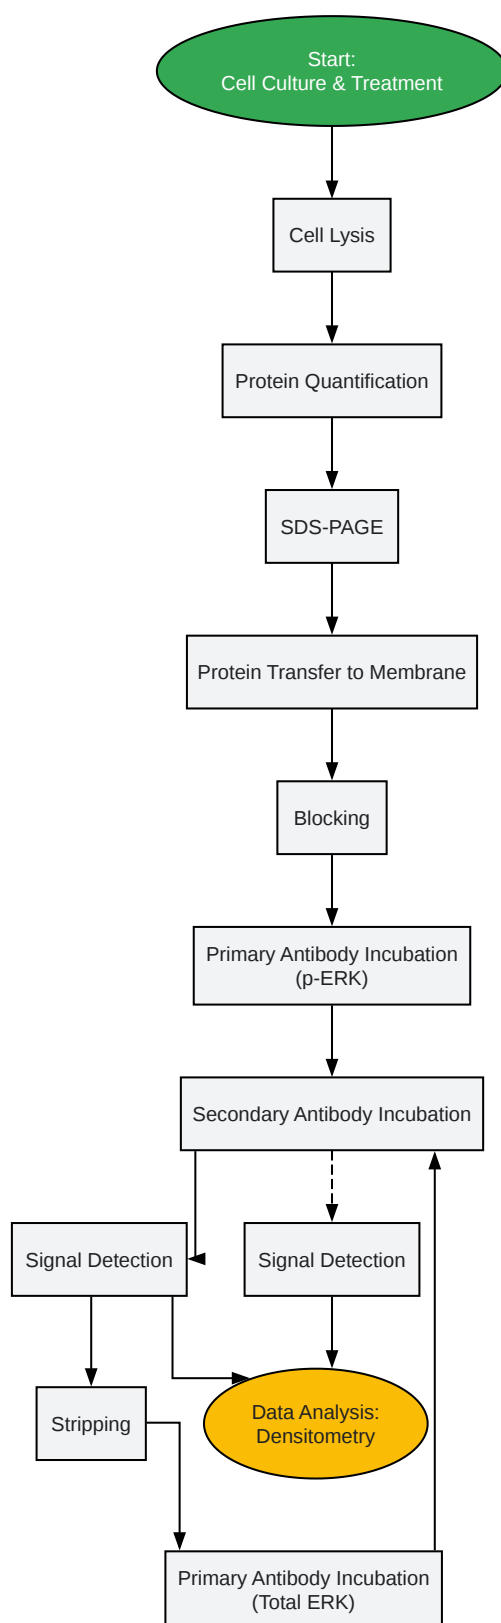 Start:
Cell Culture & Treatment
Cell Lysis
Protein Quantification
SDS-PAGE
Protein Transfer to Membrane
Blocking
Primary Antibody Incubation
(p-ERK)
Secondary Antibody Incubation
Signal Detection
Signal Detection
Data Analysis:
Densitometry
Stripping
Primary Antibody Incubation
(Total ERK)